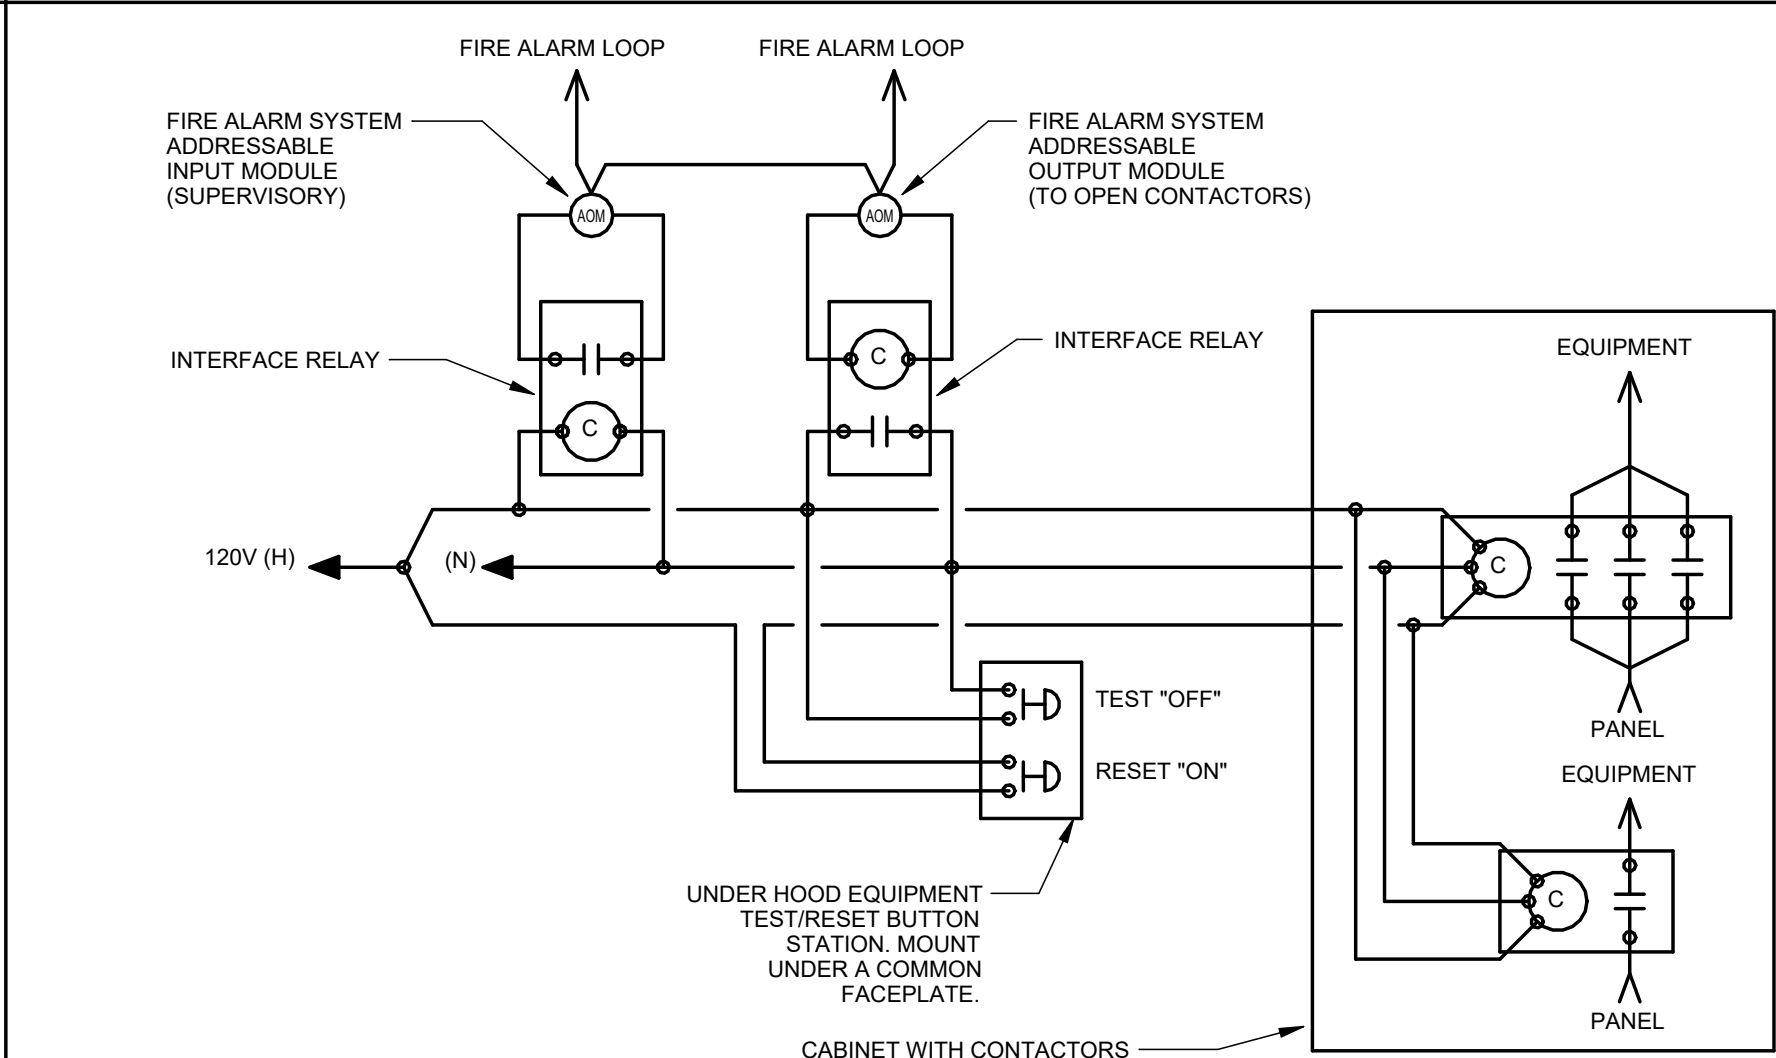 FIRE ALARM LOOP
FIRE ALARM LOOP
FIRE ALARM SYSTEM
ADDRESSABLE
INPUT MODULE
(SUPERVISORY)
FIRE ALARM SYSTEM
ADDRESSABLE
OUTPUT MODULE
(TO OPEN CONTACTORS)
AOM
AOM
INTERFACE RELAY
C
INTERFACE RELAY
C
EQUIPMENT
120V (H)
(N)
C
PANEL
TEST "OFF"
RESET "ON"
EQUIPMENT
C
PANEL
UNDER HOOD EQUIPMENT
TEST/RESET BUTTON
STATION. MOUNT
UNDER A COMMON
FACEPLATE.
CABINET WITH CONTACTORS